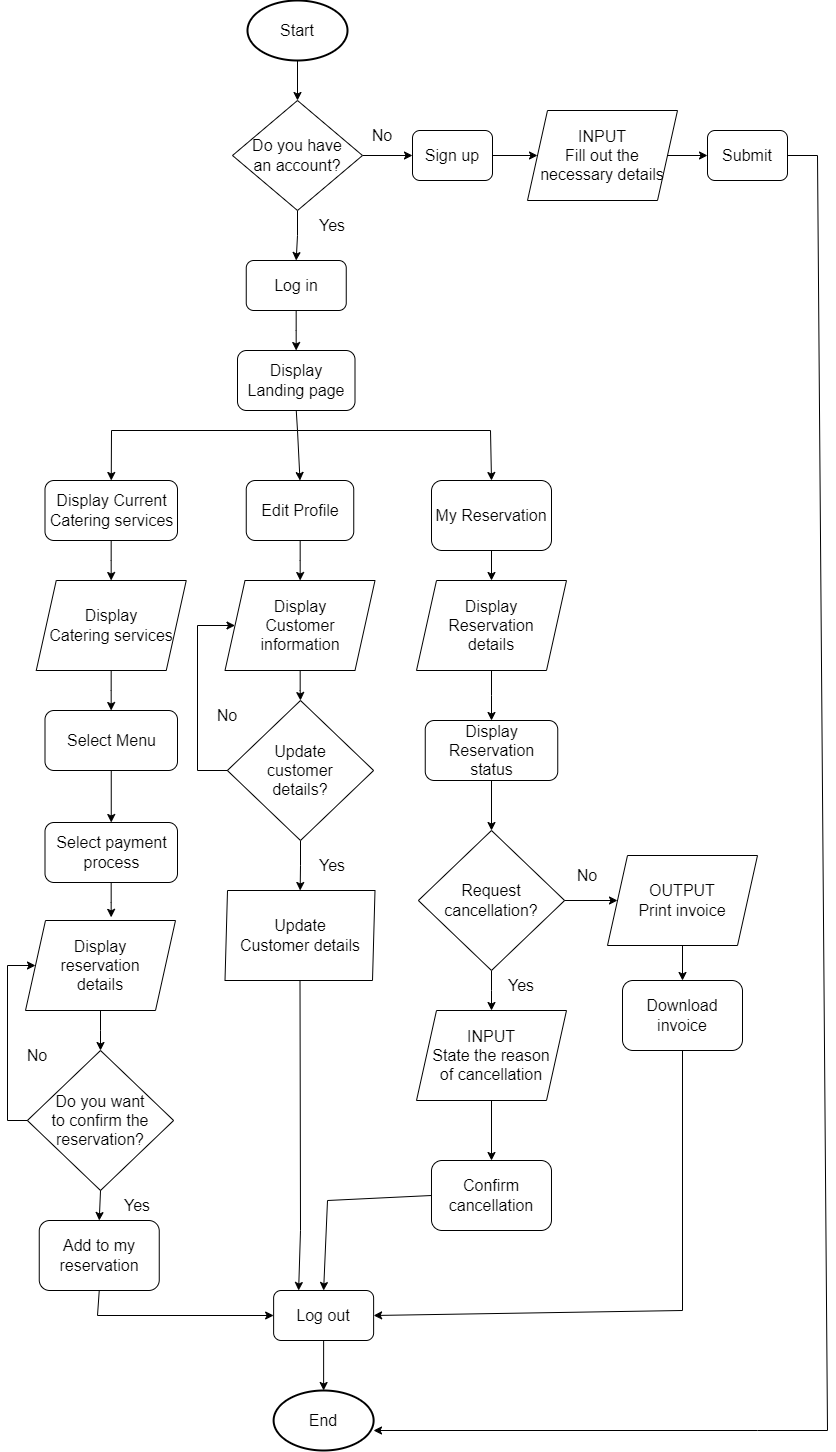 Start
Do you have
an account?
No
Sign up
INPUT
Fill out the
necessary details
Submit
Yes
Log in
Display
Landing page
Display Current
Catering services
Edit Profile
My Reservation
Display
Catering services
Display
Customer
information
Display
Reservation
details
Select Menu
No
Update
customer
details?
Display
Reservation
status
Select payment
process
Yes
Request
cancellation?
No
OUTPUT
Print invoice
Display
reservation
details
Update
Customer details
Yes
Download
invoice
No
Do you want
to confirm the
reservation?
INPUT
State the reason
of cancellation
Yes
Confirm
cancellation
Add to my
reservation
Log out
End